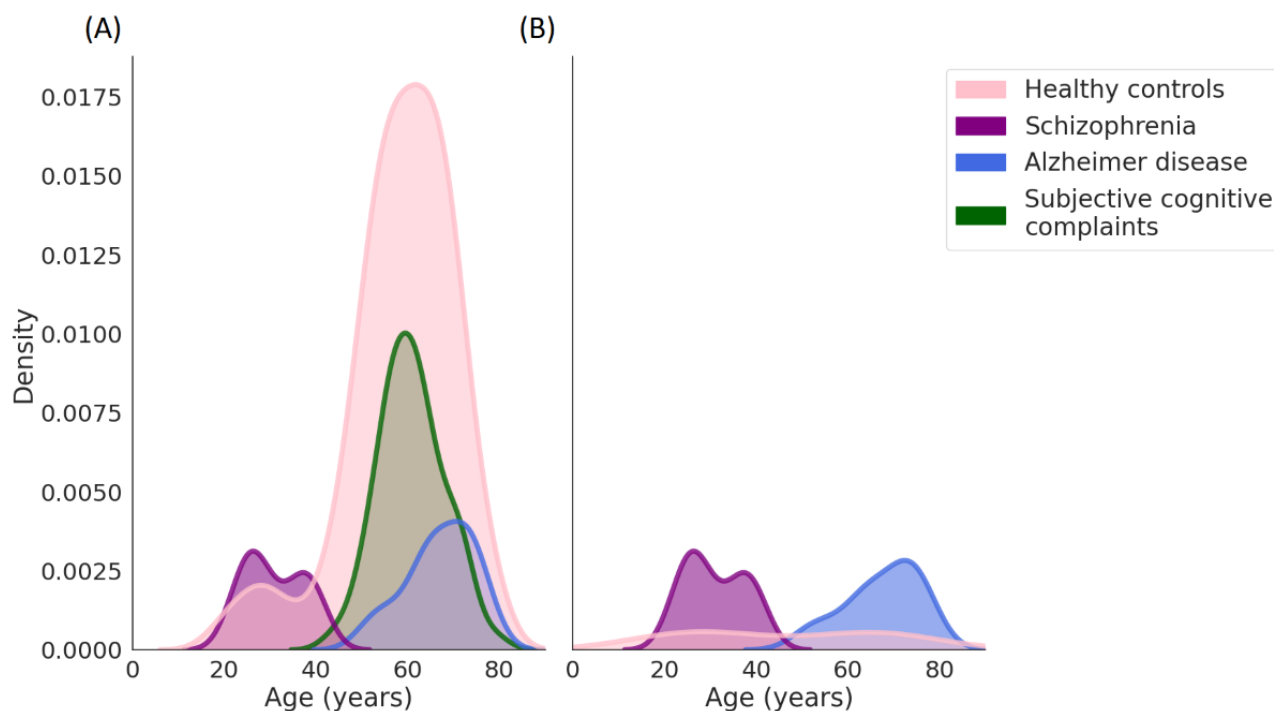 (A)
(B)
Healthy controls
Schizophrenia
Alzheimer disease
Subjective cognitive
complaints
Density
0.0175
0.0150
0.0125
0.0100
0.0075
0.0050
0.0025
0.0000
0 20 40 60 80
Age (years)
0 20 40 60 80
Age (years)